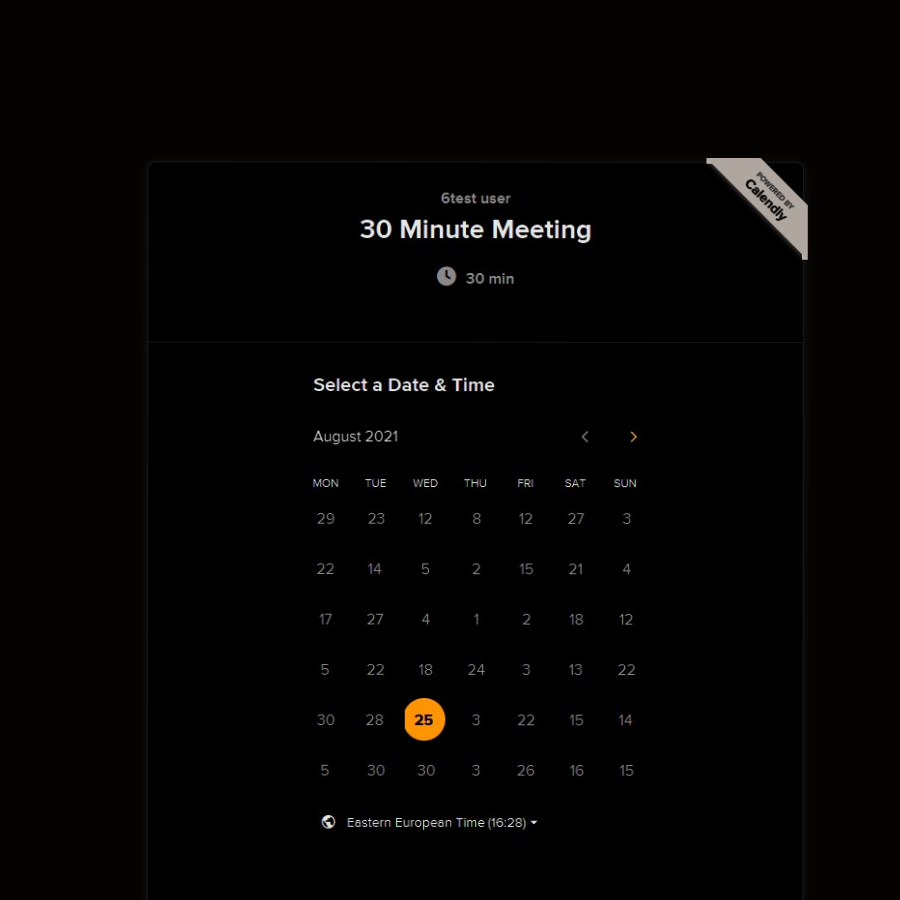 POWERED BY
Calendly
6test user
30 Minute Meeting
30 min
Select a Date & Time
August 2021
MON TUE WED THU FRI SAT SUN
29 23 12 8 12 27 3
22 14 5 2 15 21 4
17 27 4 1 2 18 12
5 22 18 24 3 13 22
30 28 25 3 22 15 14
5 30 30 3 26 16 15
Eastern European Time (16:28)